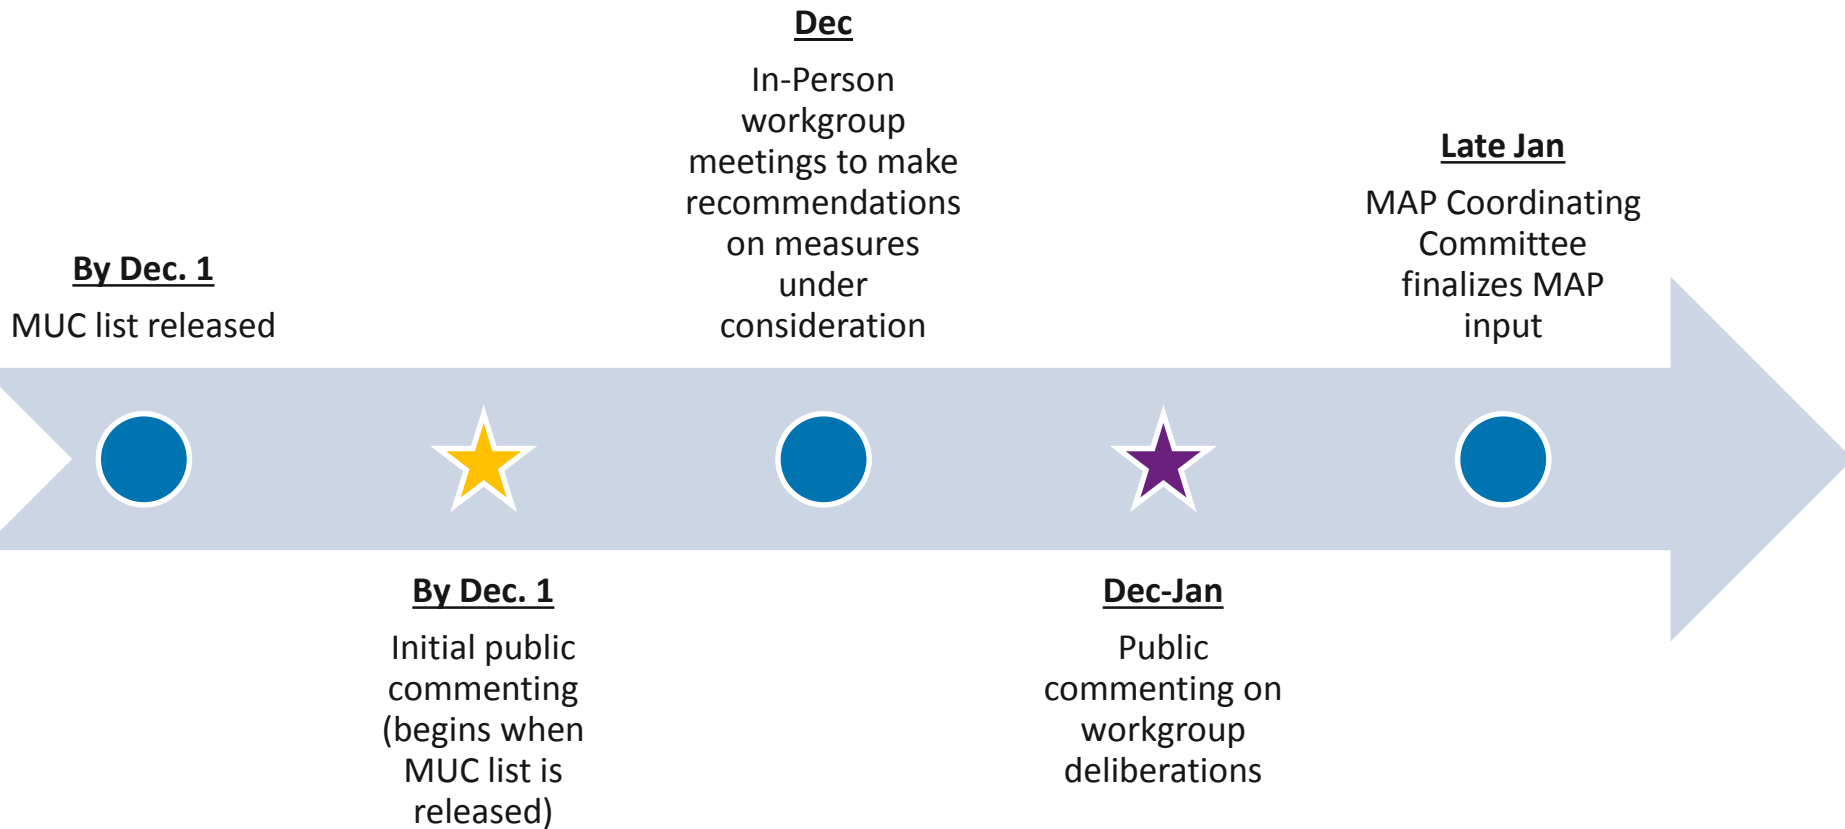 By Dec. 1
MUC list released
By Dec. 1
Initial public
commenting
(begins when
MUC list is
released)
Dec
In-Person
workgroup
meetings to make
recommendations
on measures
under
consideration
Dec-Jan
Public
commenting on
workgroup
deliberations
Late Jan
MAP Coordinating
Committee
finalizes MAP
input